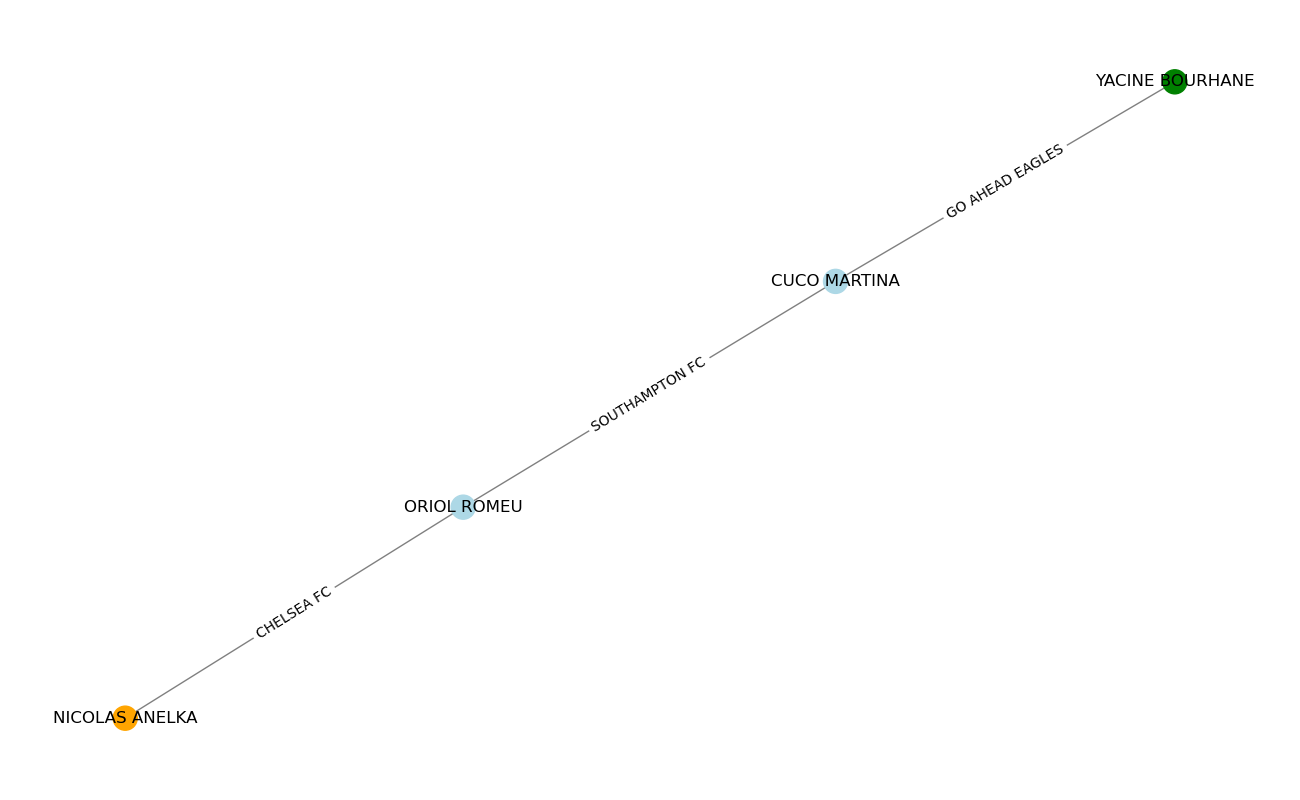 YACINE BOURHANE
GO AHEAD EAGLES
CUCO MARTINA
SOUTHAMPTON FC
ORIOL ROMEU
CHELSEA FC
NICOLAS ANELKA